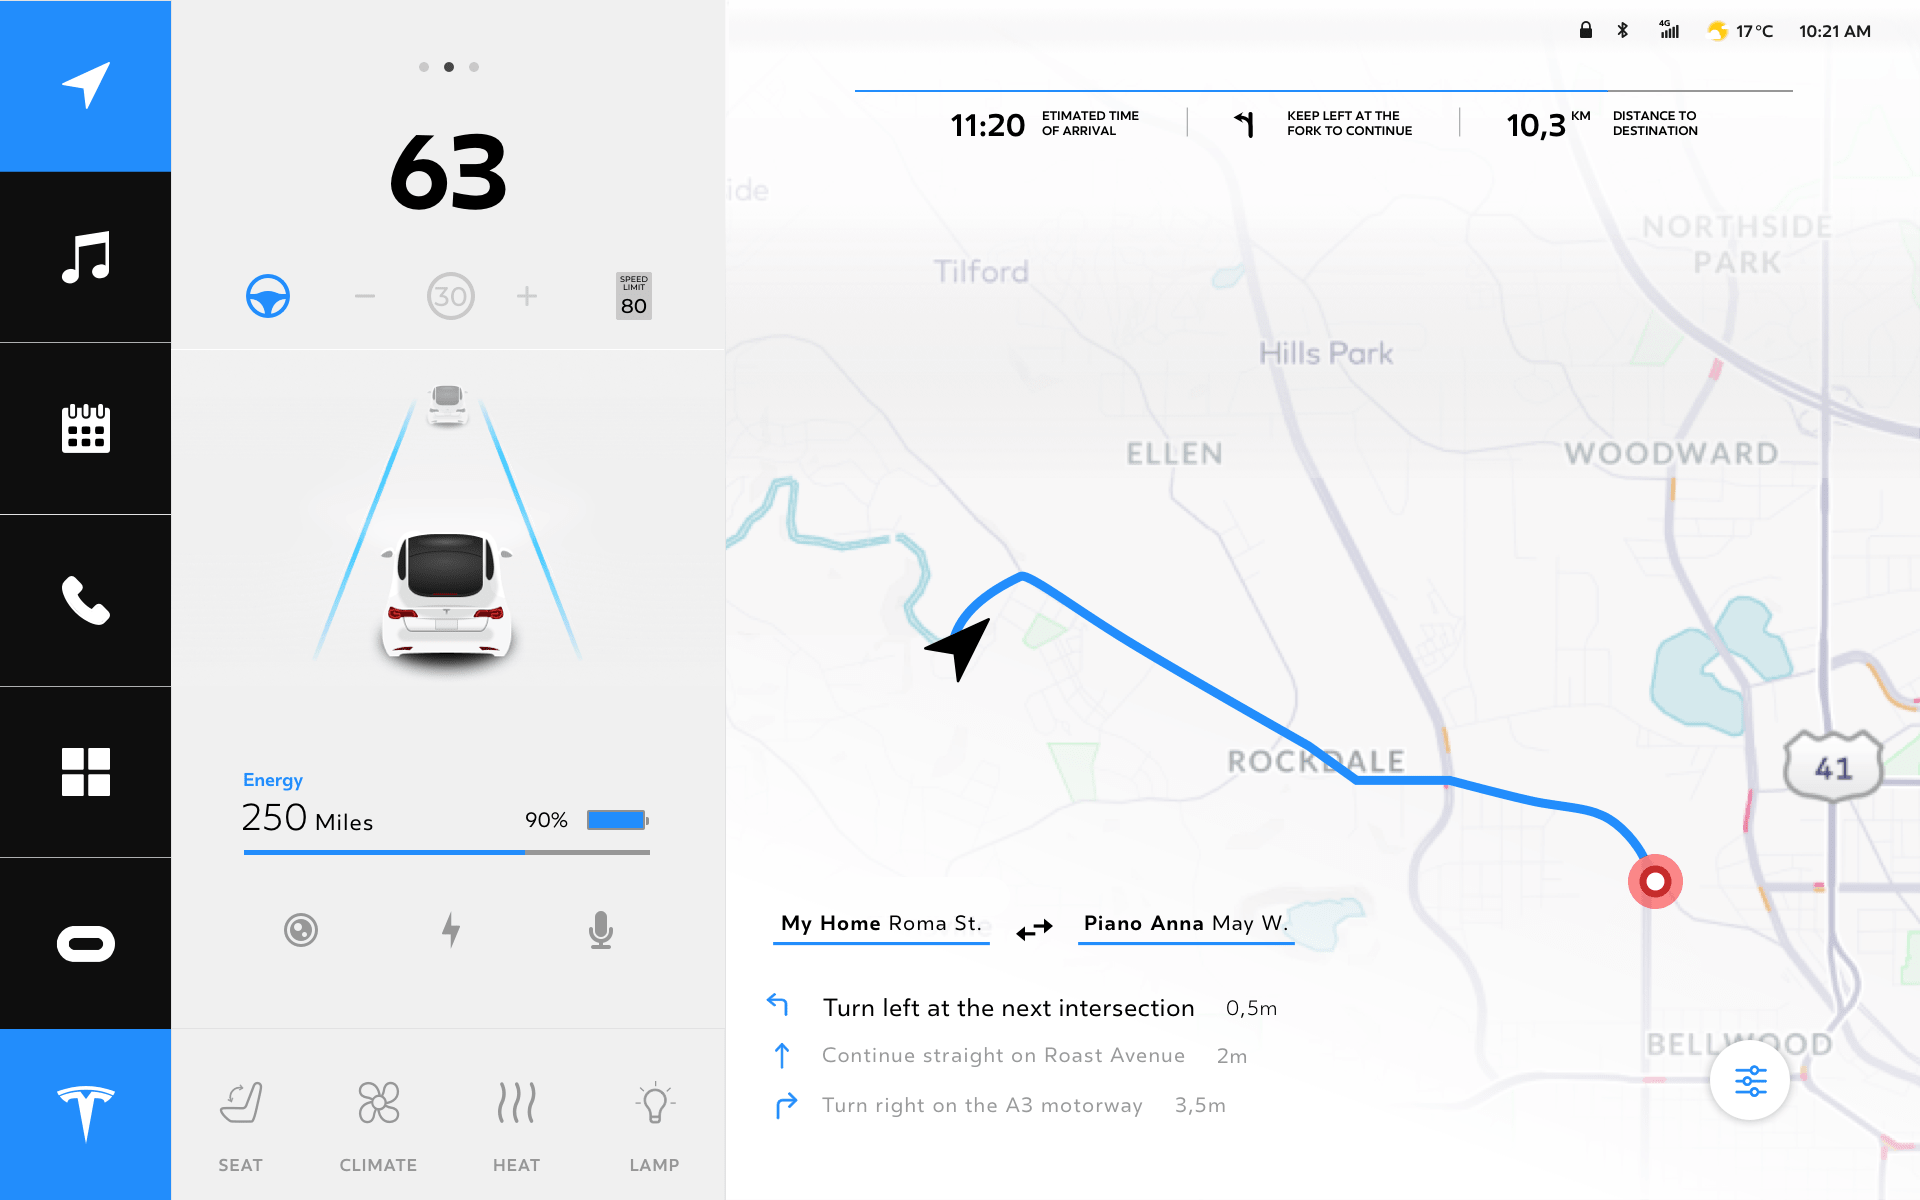 4G
17°C
10:21 AM
63
30
SPEED
LIMIT
80
Energy
250 Miles
90%
SEAT
CLIMATE
HEAT
LAMP
11:20
ETIMATED TIME
OF ARRIVAL
KEEP LEFT AT THE
FORK TO CONTINUE
10,3 KM
DISTANCE TO
DESTINATION
ide
NORTHSIDE
PARK
Tilford
Hills Park
ELLEN
WOODWARD
ROCKDALE
41
My Home Roma St.
Piano Anna May W.
Turn left at the next intersection 0,5m
Continue straight on Roast Avenue 2m
Turn right on the A3 motorway 3,5m
BELLWOOD